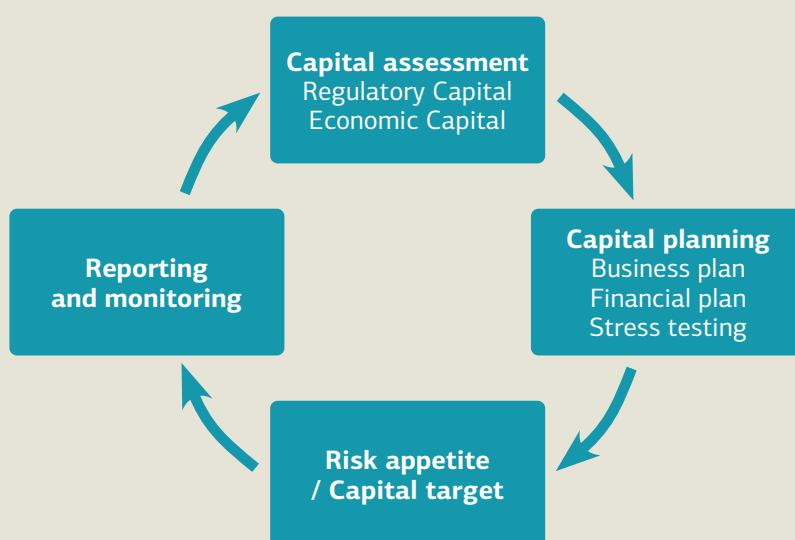 Capital assessment
Regulatory Capital
Economic Capital
Capital planning
Business plan
Financial plan
Stress testing
Risk appetite
/ Capital target
Reporting
and monitoring